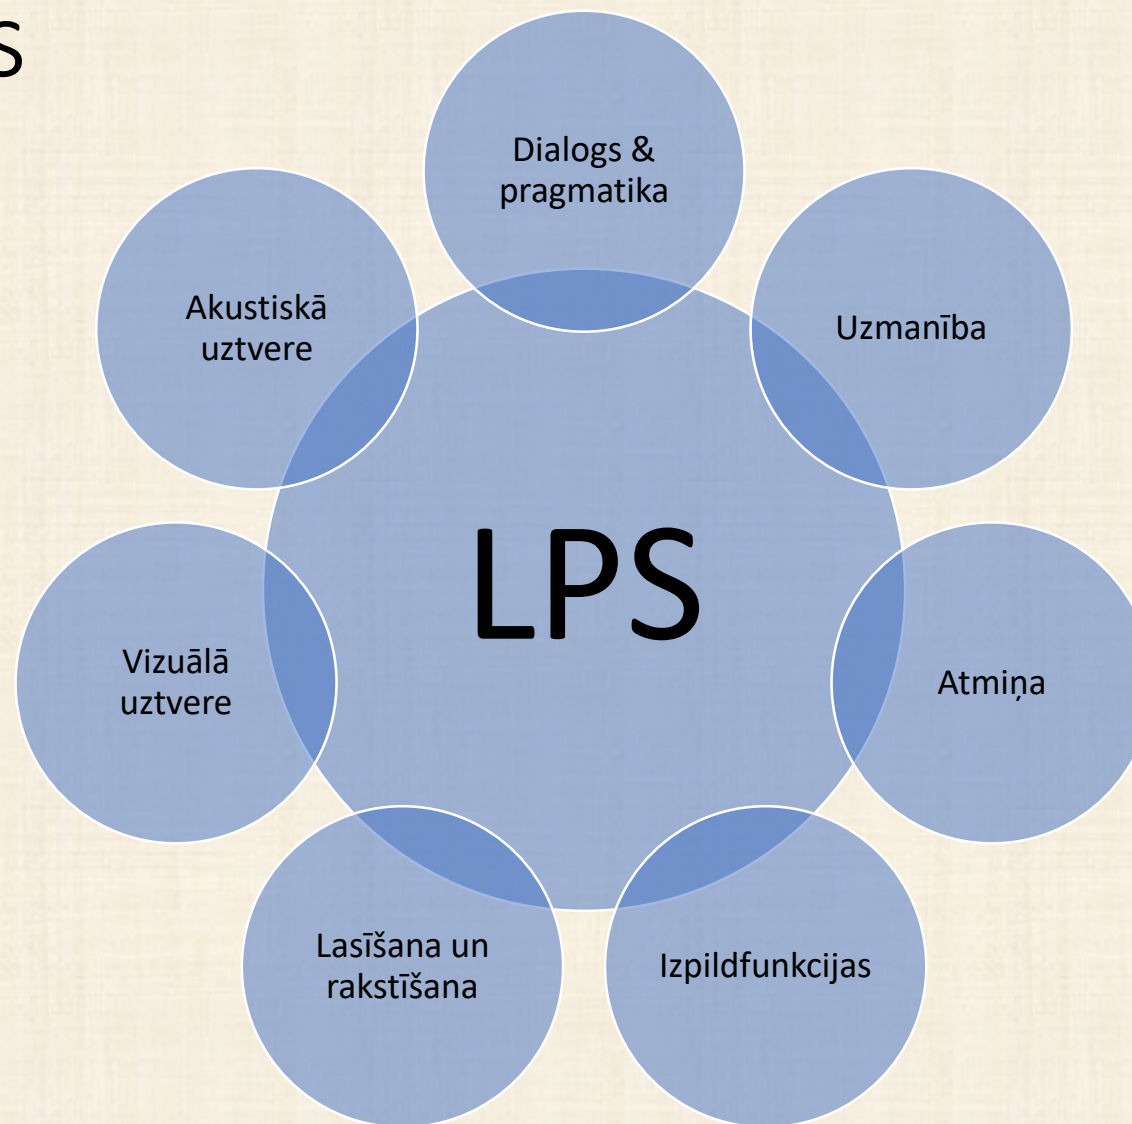 S
Dialogs &
pragmatika
Uzmanība
Atmiņa
Izpildfunkcijas
Lasīšana un
rakstīšana
Vizuālā
uztvere
Akustiskā
uztvere
LPS